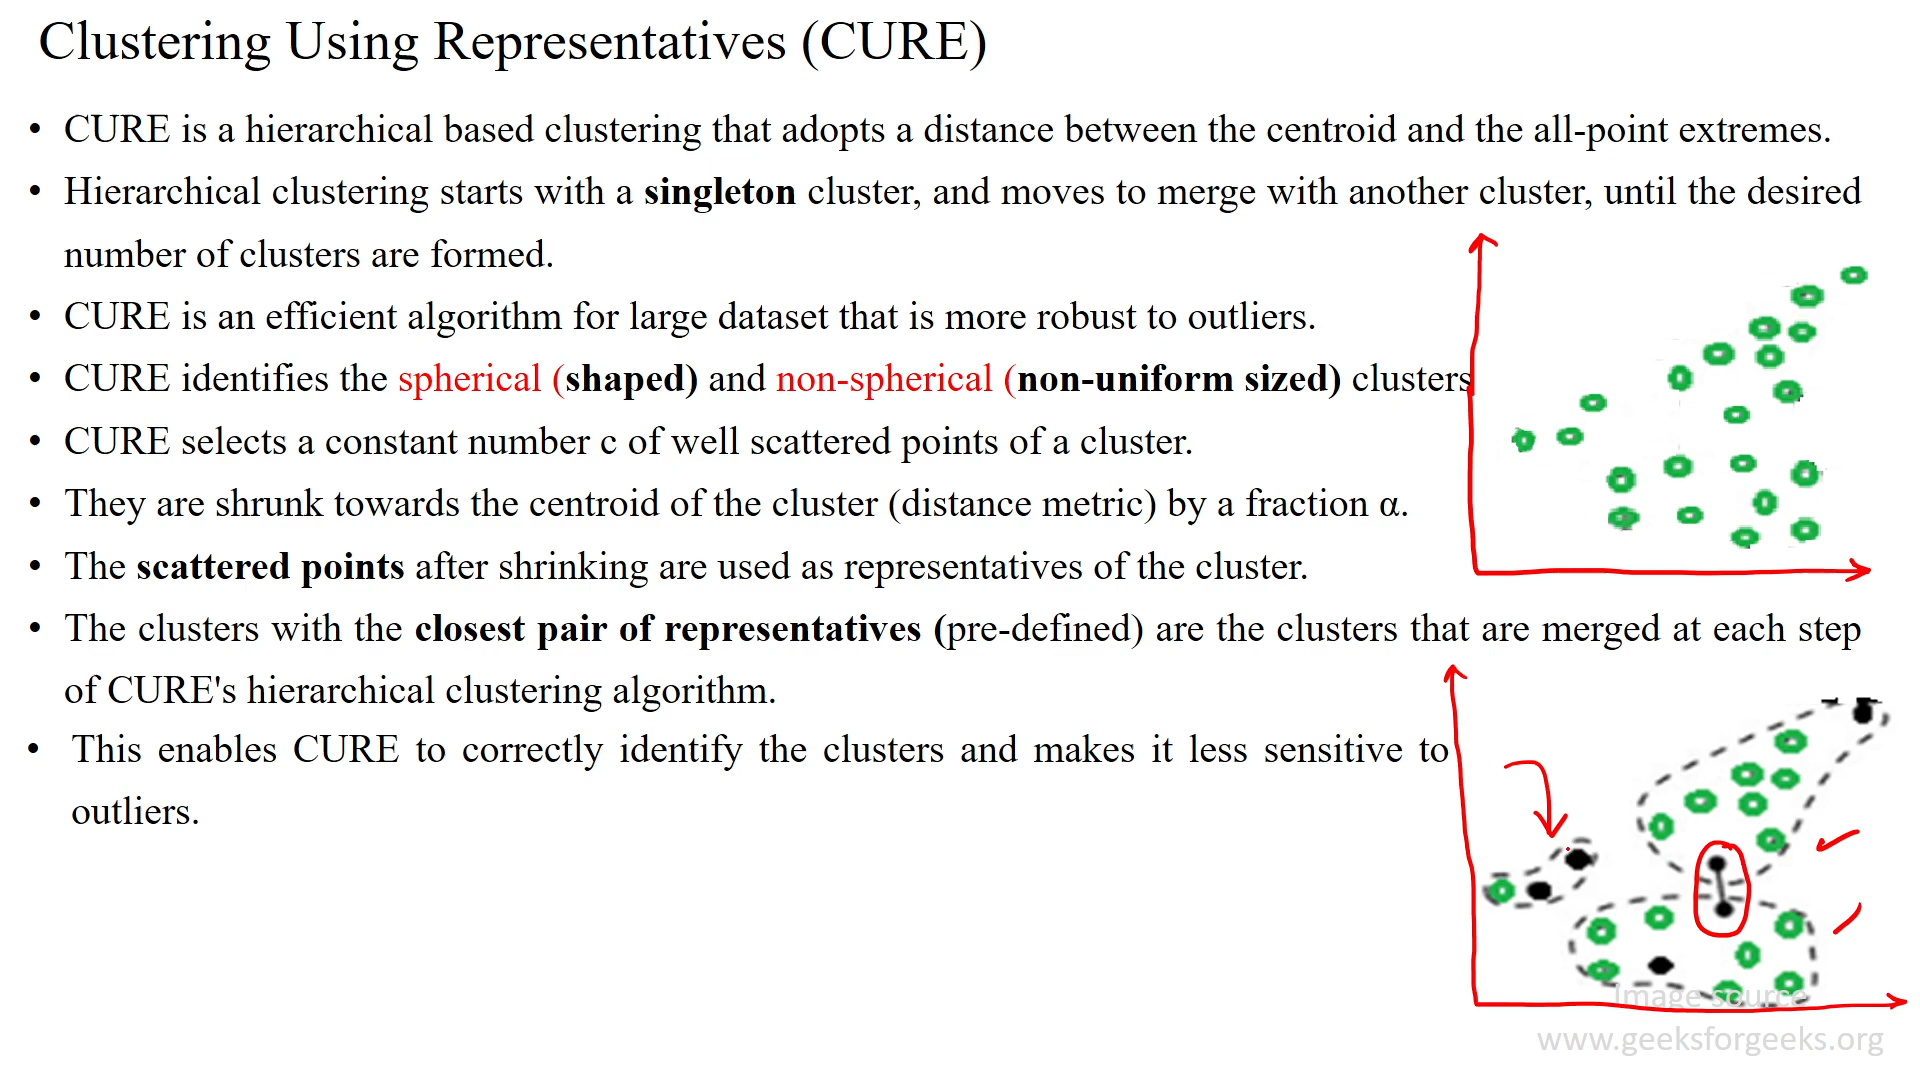 Clustering Using Representatives (CURE)
• CURE is a hierarchical based clustering that adopts a distance between the centroid and the all-point extremes.
• Hierarchical clustering starts with a singleton cluster, and moves to merge with another cluster, until the desired
number of clusters are formed.
• CURE is an efficient algorithm for large dataset that is more robust to outliers.
• CURE identifies the spherical (shaped) and non-spherical (non-uniform sized) clusters
• CURE selects a constant number c of well scattered points of a cluster.
• They are shrunk towards the centroid of the cluster (distance metric) by a fraction α.
• The scattered points after shrinking are used as representatives of the cluster.
• The clusters with the closest pair of representatives (pre-defined) are the clusters that are merged at each step
of CURE's hierarchical clustering algorithm.
• This enables CURE to correctly identify the clusters and makes it less sensitive to
outliers.
Image source
www.geeksforgeeks.org